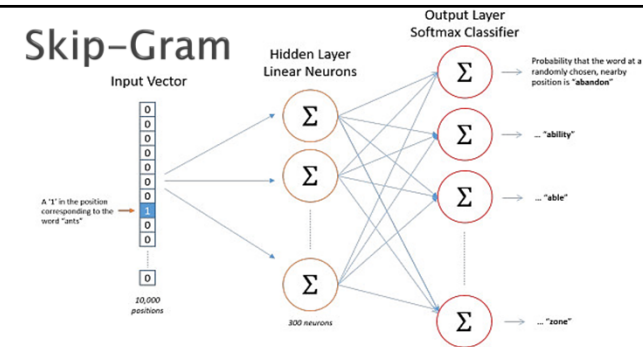 Skip-Gram
Input Vector
0
0
0
0
0
0
0
1
0
0
0
A '1' in the position
corresponding to the
word "ants"
10,000
positions
Hidden Layer
Linear Neurons
Σ
Σ
Σ
300 neurons
Output Layer
Softmax Classifier
Σ
Σ
Σ
Σ
Probability that the word at a
randomly chosen, nearby
position is "abandon"
... "ability"
... "able"
... "zone"